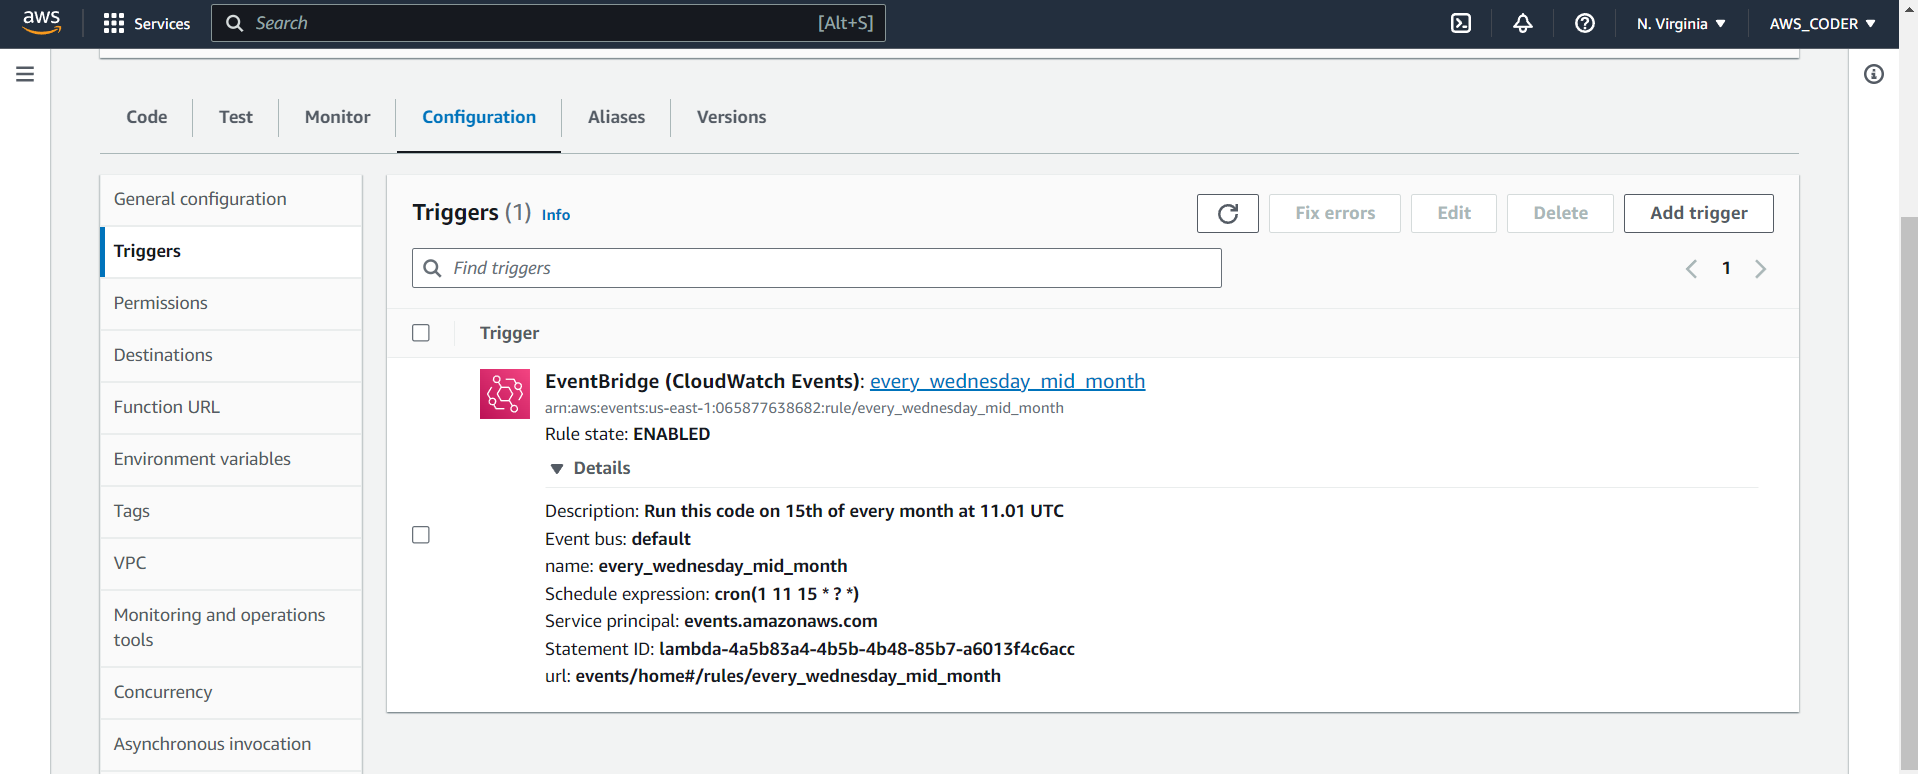 aws Services Search [Alt+S] N. Virginia AWS_CODER
Code Test Monitor Configuration Aliases Versions
General configuration
Triggers
Permissions
Destinations
Function URL
Environment variables
Tags
VPC
Monitoring and operations
tools
Concurrency
Asynchronous invocation
Triggers (1) Info Fix errors Edit Delete Add trigger
Find triggers 1
Trigger
EventBridge (CloudWatch Events): every_wednesday_mid_month
arn:aws:events:us-east-1:065877638682:rule/every_wednesday_mid_month
Rule state: ENABLED
Details
Description: Run this code on 15th of every month at 11.01 UTC
Event bus: default
name: every_wednesday_mid_month
Schedule expression: cron(1 11 15 * ? *)
Service principal: events.amazonaws.com
Statement ID: lambda-4a5b83a4-4b5b-4b48-85b7-a6013f4c6acc
url: events/home#/rules/every_wednesday_mid_month